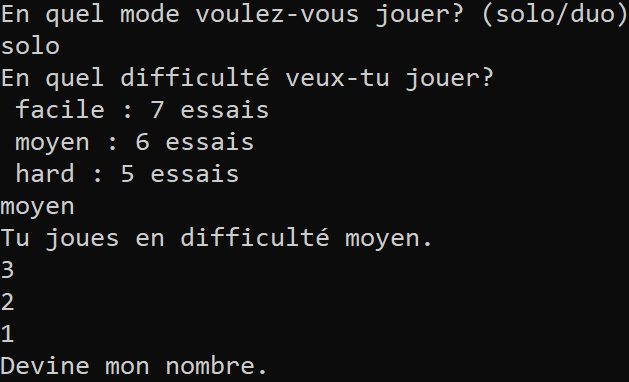 En quel mode voulez-vous jouer? (solo/duo)
solo
En quel difficulté veux-tu jouer?
 facile : 7 essais
 moyen : 6 essais
 hard : 5 essais
moyen
Tu joues en difficulté moyen.
3
2
1
Devine mon nombre.